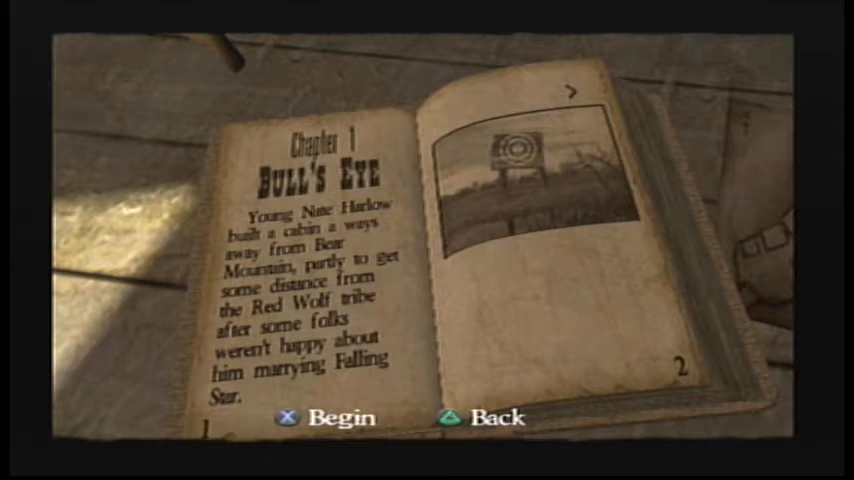 Chapter 1
BULL'S EYE
Young Nate Harlow
built a cabin a ways
away from Bear
Mountain, partly to get
some distance from
the Red Wolf tribe
after some folks
weren't happy about
him marrying Falling
Star.
1
>
2
X Begin
△ Back